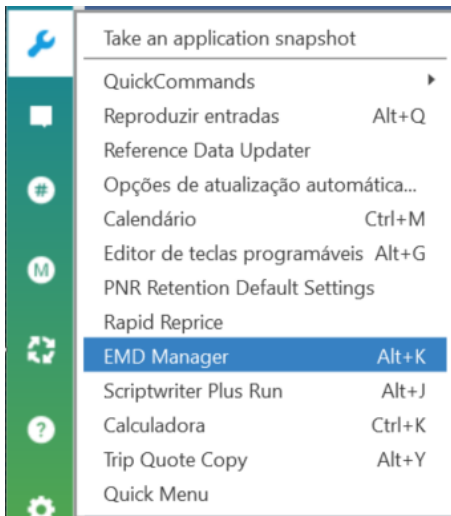 Take an application snapshot
QuickCommands
Reproduzir entradas Alt+Q
Reference Data Updater
Opções de atualização automática...
Calendário Ctrl+M
Editor de teclas programáveis Alt+G
PNR Retention Default Settings
Rapid Reprice
EMD Manager Alt+K
Scriptwriter Plus Run Alt+J
Calculadora Ctrl+K
Trip Quote Copy Alt+Y
Quick Menu
#
M
?